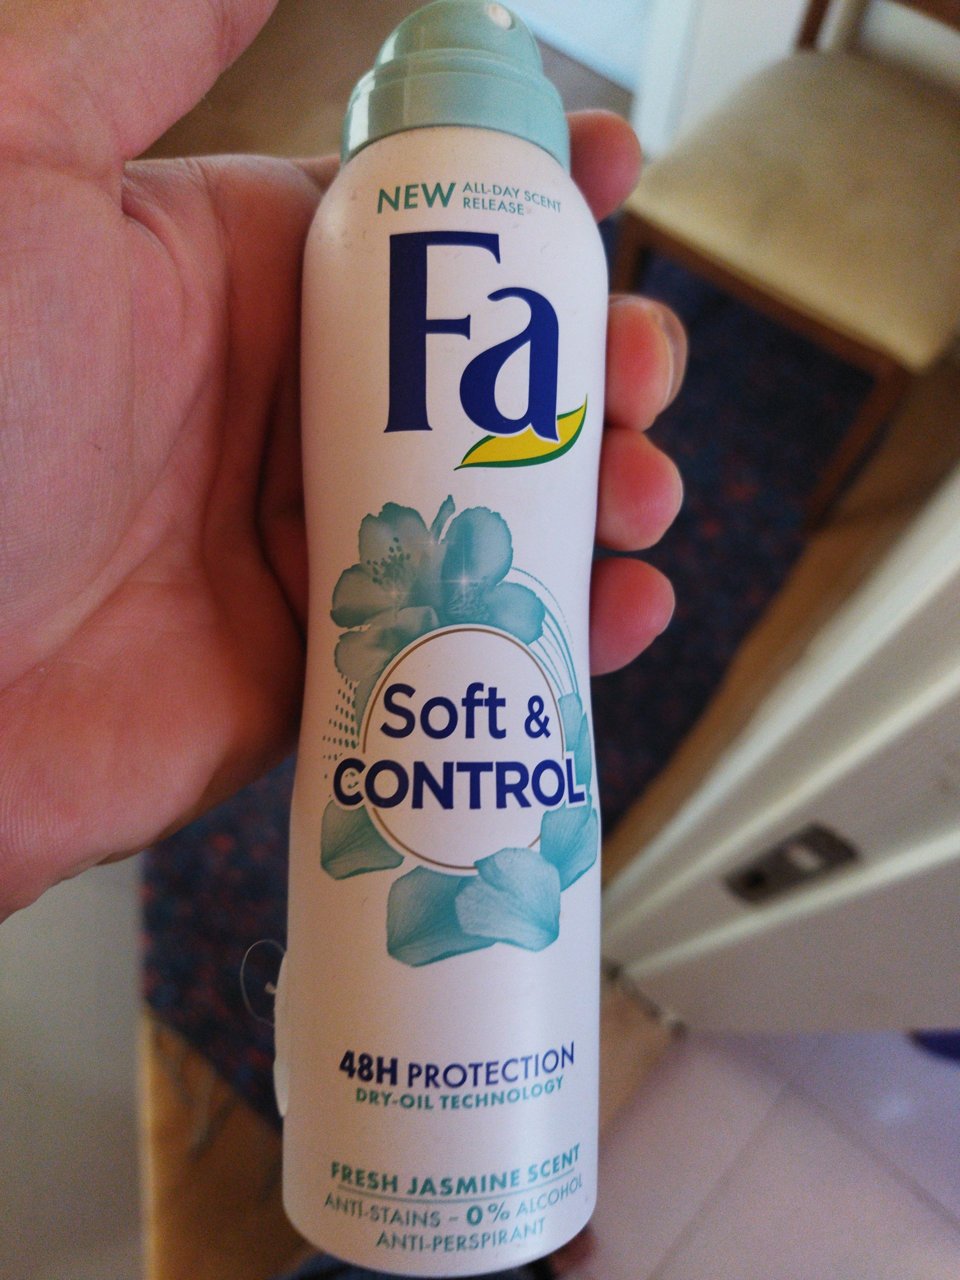 NEW ALL-DAY SCENT
RELEASE
Fa
Soft &
CONTROL
48H PROTECTION
DRY-OIL TECHNOLOGY
FRESH JASMINE SCENT
ANTI-STAINS - 0% ALCOHOL
ANTI-PERSPIRANT